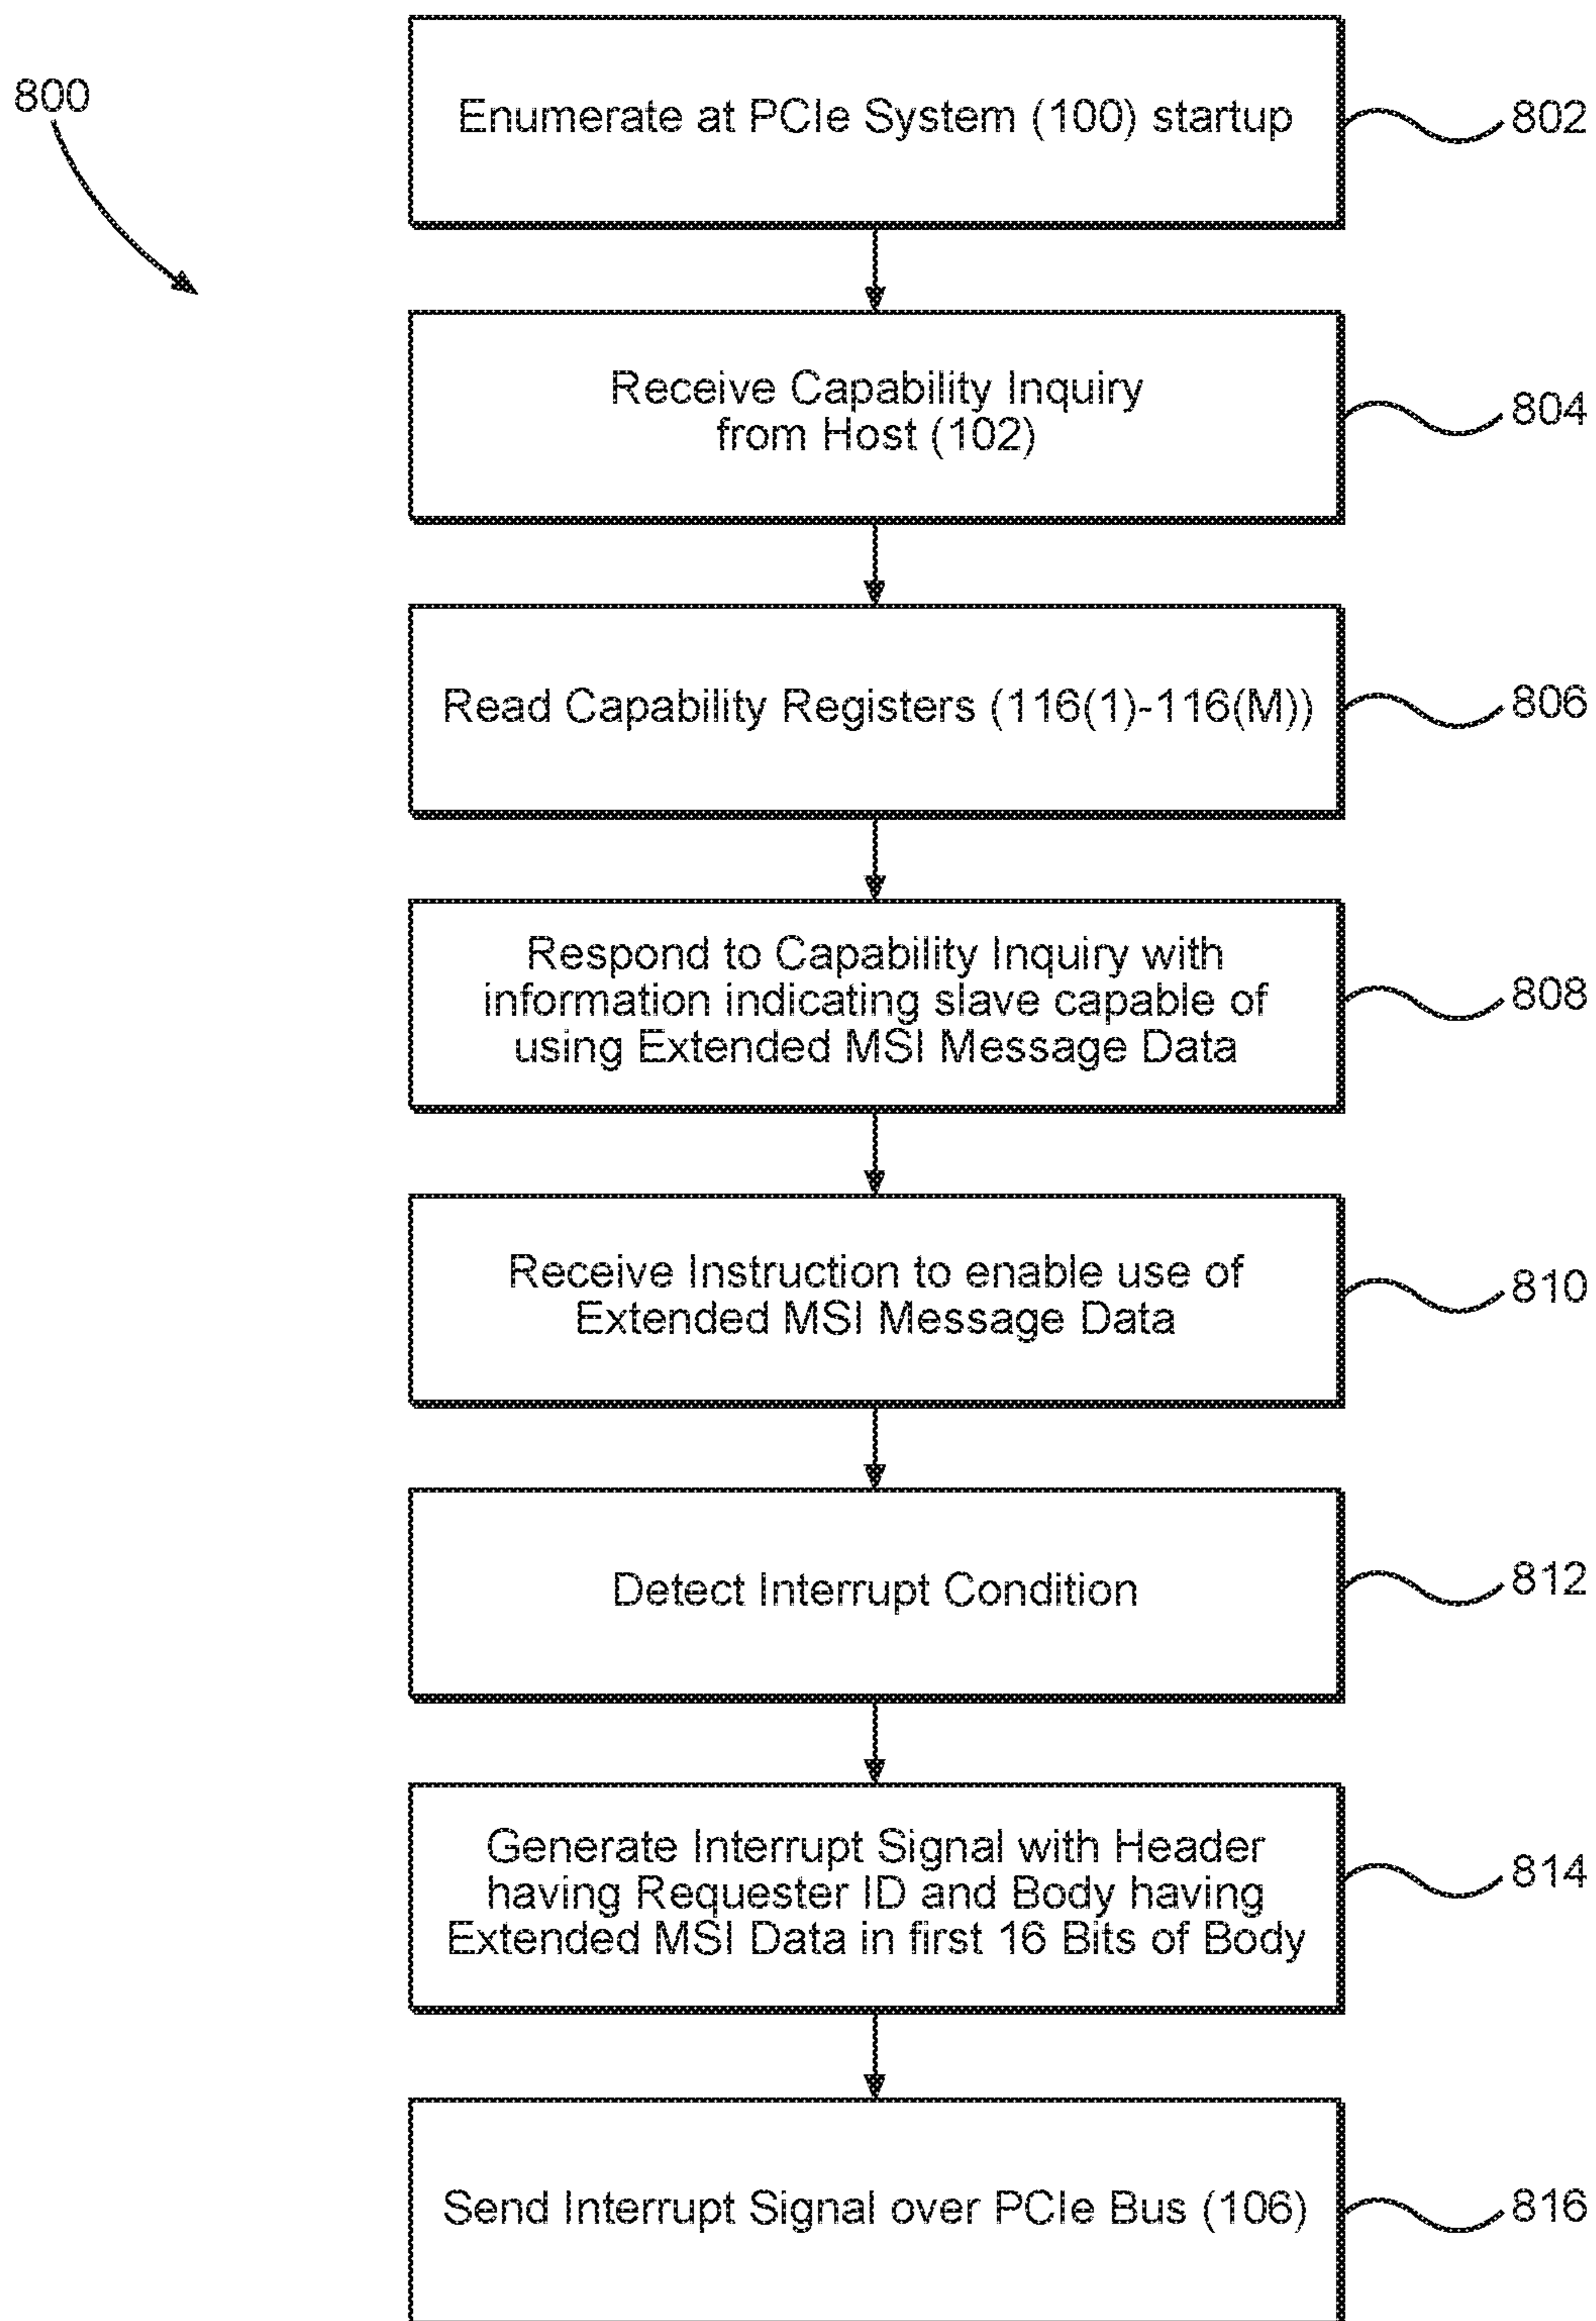 800
Enumerate at PCIe System (100) startup
802
Receive Capability Inquiry
from Host (102)
804
Read Capability Registers (116(1)-116(M))
806
Respond to Capability Inquiry with
information indicating slave capable of
using Extended MSI Message Data
808
Receive Instruction to enable use of
Extended MSI Message Data
810
Detect Interrupt Condition
812
Generate Interrupt Signal with Header
having Requester ID and Body having
Extended MSI Data in first 16 Bits of Body
814
Send Interrupt Signal over PCIe Bus (106)
816